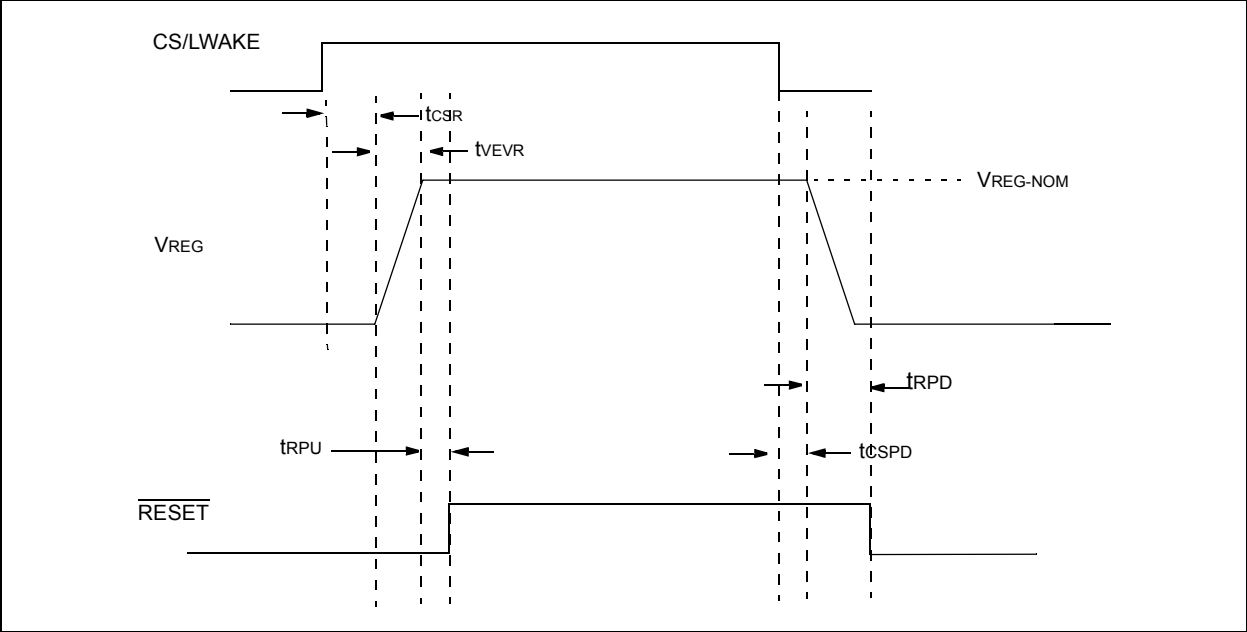 CS/LWAKE
tCSR
tVEVR
VREG-NOM
VREG
tRPD
tRPU
tCSPD
RESET